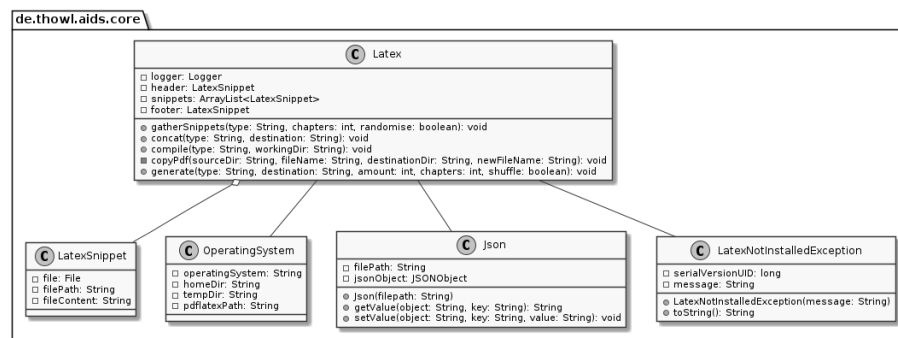 de.thowl.aids.core
C Latex
logger: Logger
header: LatexSnippet
snippets: ArrayList<LatexSnippet>
footer: LatexSnippet
gatherSnippets(type: String, chapters: int, randomise: boolean): void
concat(type: String, destination: String): void
compile(type: String, workingDir: String): void
copyPdf(sourceDir: String, fileName: String, destinationDir: String, newFileName: String): void
generate(type: String, destination: String, amount: int, chapters: int, shuffle: boolean): void
C LatexSnippet
file: File
filePath: String
fileContent: String
C OperatingSystem
operatingSystem: String
homeDir: String
tempDir: String
pdflatexPath: String
C Json
filePath: String
jsonObject: JSONObject
Json(filepath: String)
getValue(object: String, key: String): String
setValue(object: String, key: String, value: String): void
C LatexNotInstalledException
serialVersionUID: long
message: String
LatexNotInstalledException(message: String)
toString(): String